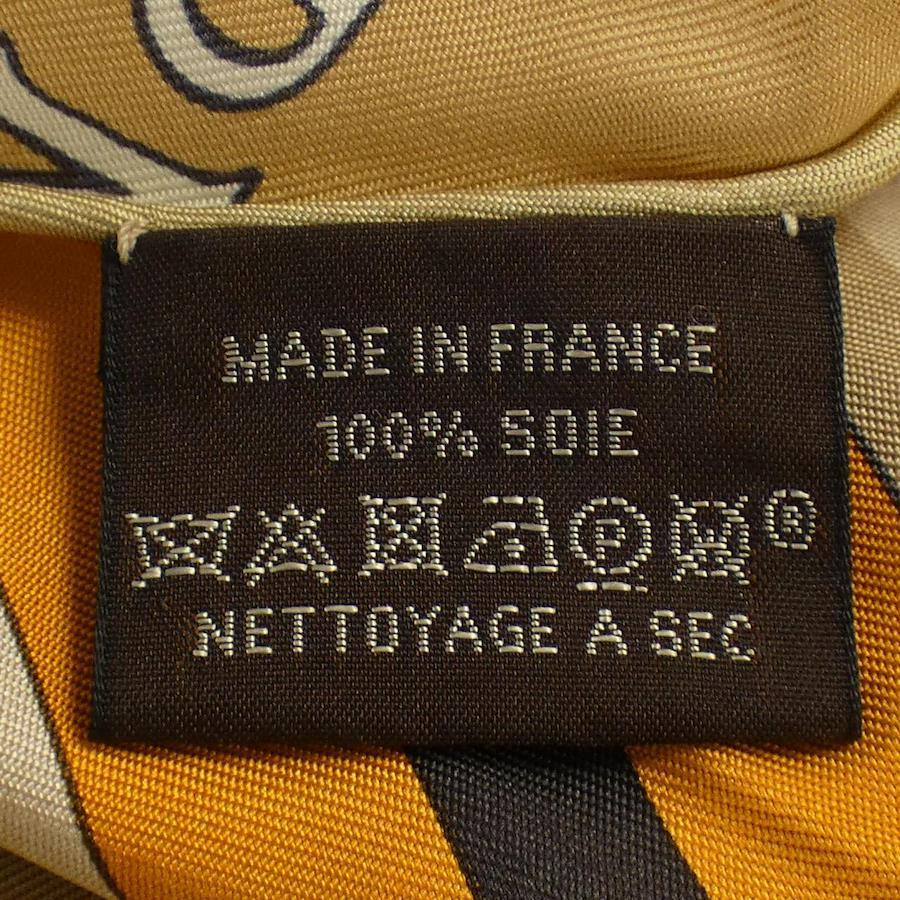 MADE IN FRANCE
100% SOIE
P W ®
NETTOYAGE A SEC